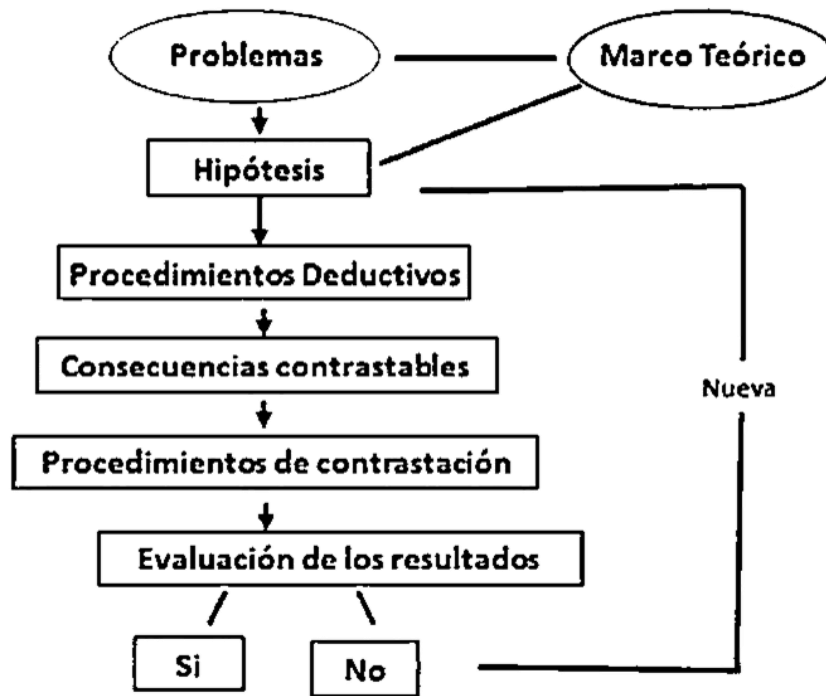 Problemas
Marco Teórico
Hipótesis
Procedimientos Deductivos
Consecuencias contrastables
Procedimientos de contrastación
Nueva
Evaluación de los resultados
Si
No